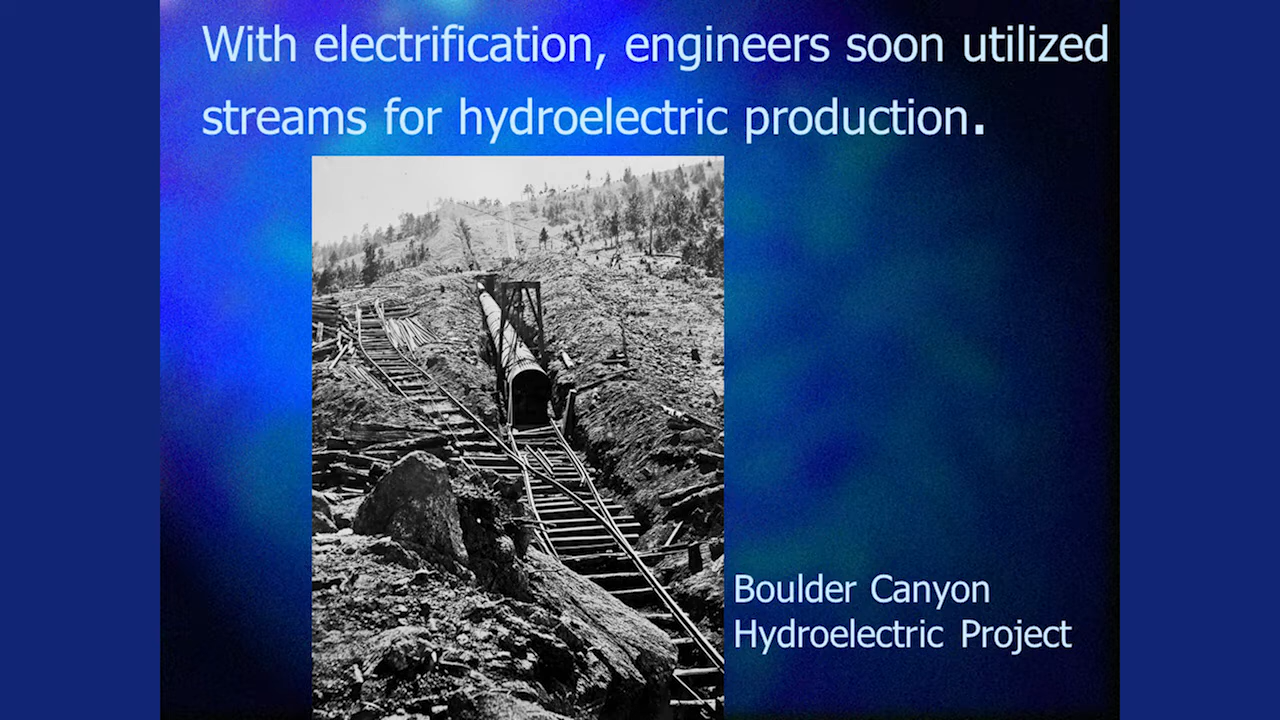 With electrification, engineers soon utilized
streams for hydroelectric production.
Boulder Canyon
Hydroelectric Project